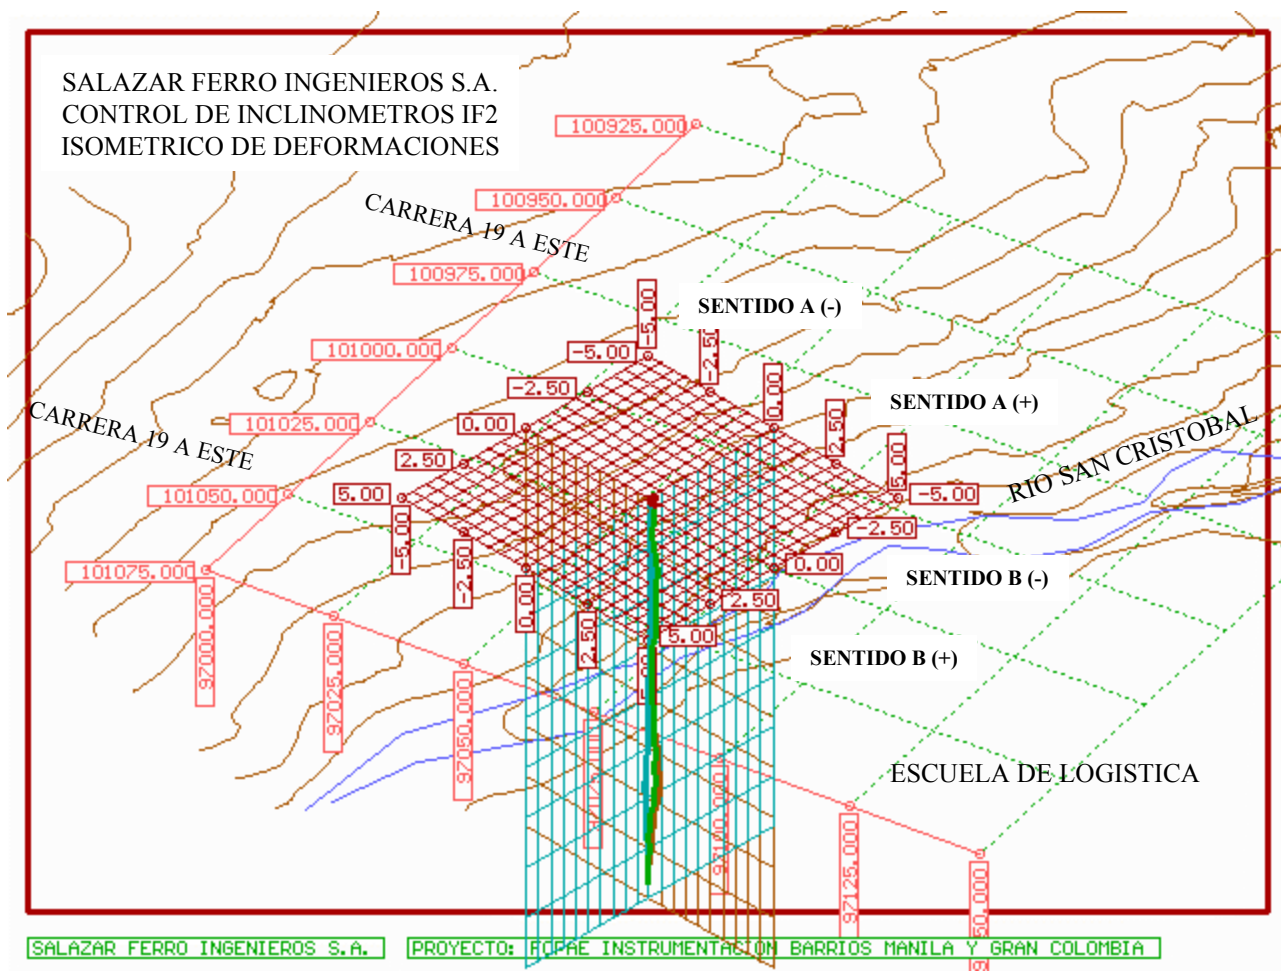 SALAZAR FERRO INGENIEROS S.A.
CONTROL DE INCLINOMETROS IF2
ISOMETRICO DE DEFORMACIONES
100925.000
100950.000
CARRERA 19 A ESTE
100975.000
SENTIDO A (-)
-5.00
-5.00
101000.000
-2.50
-2.50
0.00
SENTIDO A (+)
CARRERA 19 A ESTE
101025.000
0.00
2.50
RIO SAN CRISTOBAL
2.50
5.00
101050.000
5.00
-5.00
-5.00
-2.50
-2.50
0.00
101075.000
0.00
SENTIDO B (-)
2.50
2.50
5.00
SENTIDO B (+)
97000.000
97025.000
97050.000
ESCUELA DE LOGISTICA
97100.000
97125.000
SALAZAR FERRO INGENIEROS S.A.
PROYECTO: FOPAE INSTRUMENTACION BARRIOS MANILA Y GRAN COLOMBIA